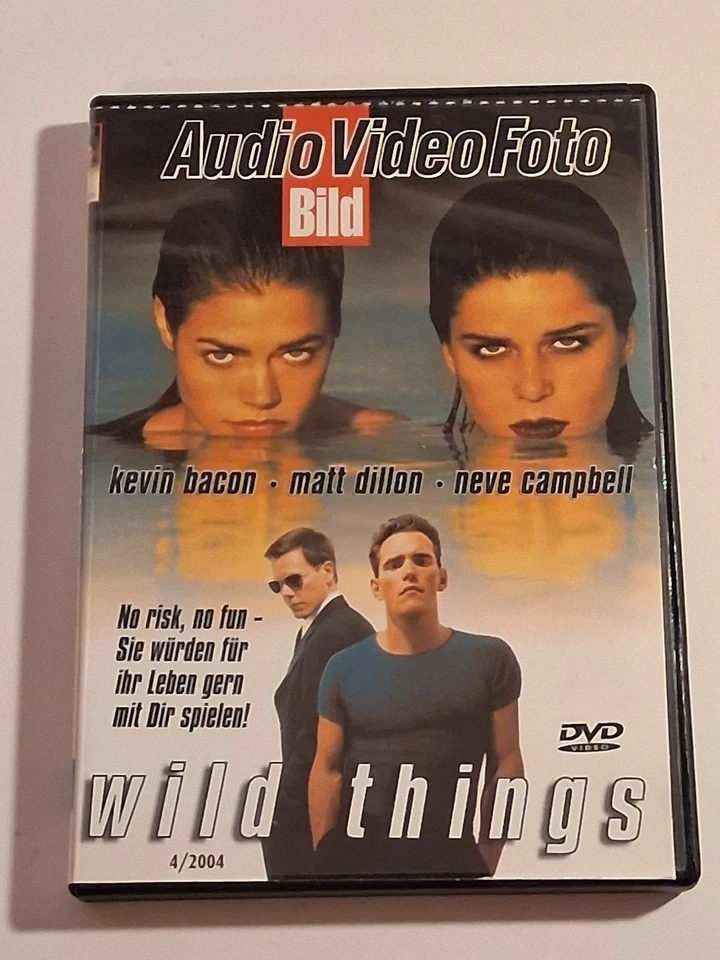 Audio Video Foto
Bild
kevin bacon • matt dillon • neve campbell
No risk, no fun –
Sie würden für
ihr Leben gern
mit Dir spielen!
DVD
VIDEO
wild things
4/2004